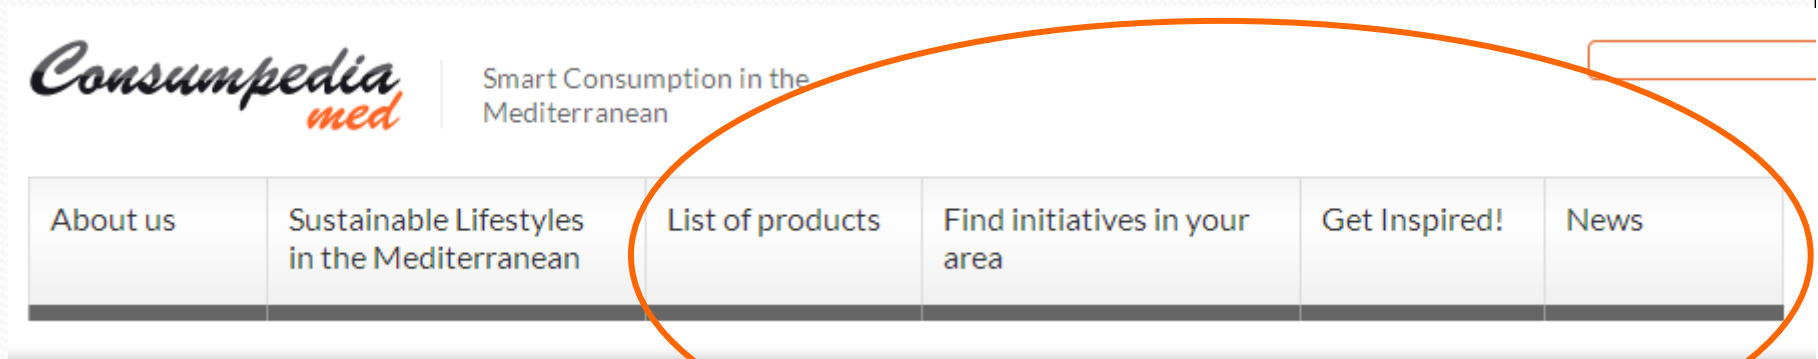 Consumpedia
med
Smart Consumption in the
Mediterranean
About us
Sustainable Lifestyles
in the Mediterranean
List of products
Find initiatives in your
area
Get Inspired!
News